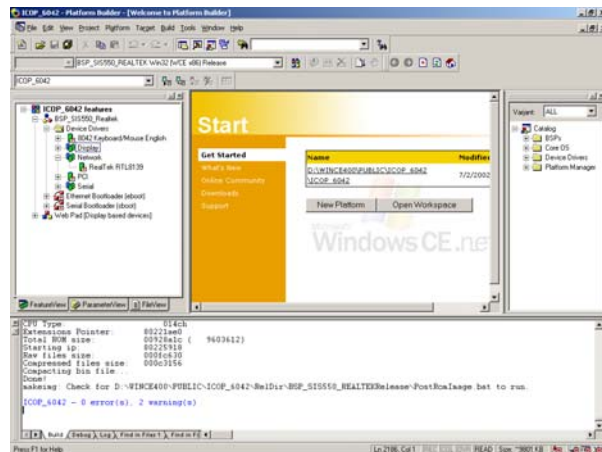 ICOP_6042 - Platform Builder - [Welcome to Platform Builder]
File Edit View Project Platform Target Build Tools Window Help
BSP_SIS550_REALTEK Win32 (WCE x86) Release
ICOP_6042
ICOP_6042 features
BSP_SIS550_Realtek
Device Drivers
8042 Keyboard/Mouse English
Display
Network
RealTek RTL8139
PCI
Serial
Ethernet Bootloader (eboot)
Serial Bootloader (sboot)
Web Pad (Display based devices)
FeatureView ParameterView FileView
Start
Get Started
What's New
Online Community
Downloads
Support
Name Modified
D:\WINCE400\PUBLIC\ICOP_6042
\ICOP_6042 7/2/2002
New Platform Open Workspace
Windows CE .ne
Variant: ALL
Catalog
BSPs
Core OS
Device Drivers
Platform Manager
CPU Type: 014ch
Extensions Pointer: 80221ae0
Total ROM size: 00928a1c ( 9603612)
Starting ip: 80225918
Raw files size: 000fc630
Compressed files size: 000c3156
Compacting bin file...
Done!
makeimg: Check for D:\WINCE400\PUBLIC\ICOP_6042\RelDir\BSP_SIS550_REALTEKRelease\PostRomImage.bat to run.
ICOP_6042 - 0 error(s), 2 warning(s)
Build Debug Log Find in Files 1 Find in Fi
Press F1 for Help
Ln 2186, Col 1 READ